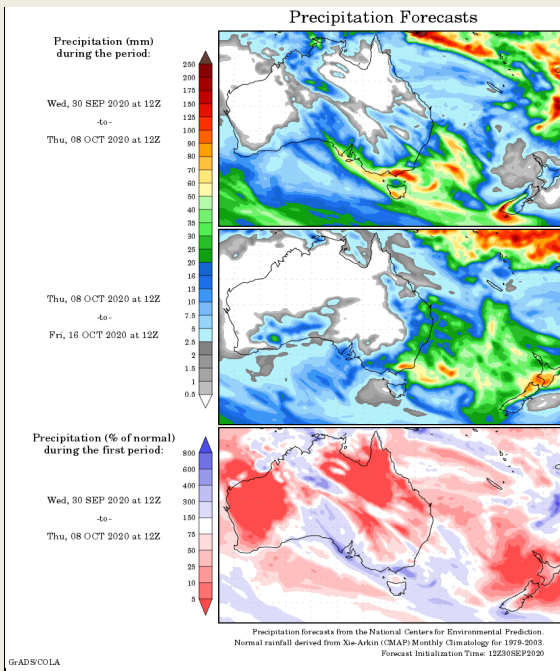 Precipitation Forecasts
Precipitation (mm)
during the period:
Wed, 30 SEP 2020 at 12Z
-to-
Thu, 08 OCT 2020 at 12Z
250
200
175
150
125
100
90
80
70
60
50
40
35
30
25
20
16
13
10
7.5
5
2.5
2
1.5
1
0.5
Thu, 08 OCT 2020 at 12Z
-to-
Fri, 16 OCT 2020 at 12Z
Precipitation (% of normal)
during the first period:
Wed, 30 SEP 2020 at 12Z
-to-
Thu, 08 OCT 2020 at 12Z
800
600
400
300
150
75
50
25
10
5
Precipitation forecasts from the National Centers for Environmental Prediction.
Normal rainfall derived from Xie-Arkin (CMAP) Monthly Climatology for 1979-2003.
Forecast Initialization Time: 12Z30SEP2020
GrADS/COLA